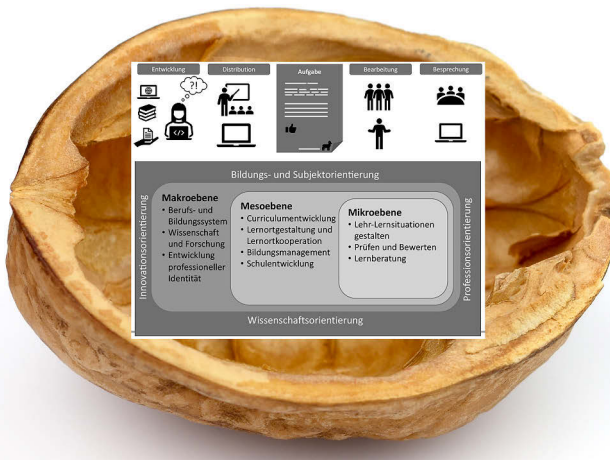 Entwicklung
Distribution
Aufgabe
Bearbeitung
Besprechung
?!
</>
Bildungs- und Subjektorientierung
Innovationsorientierung
Makroebene
• Berufs- und
Bildungssystem
• Wissenschaft
und Forschung
• Entwicklung
professioneller
Identität
Mesoebene
• Curriculumentwicklung
• Lernortgestaltung und
Lernortkooperation
• Bildungsmanagement
• Schulentwicklung
Mikroebene
• Lehr-Lernsituationen
gestalten
• Prüfen und Bewerten
• Lernberatung
Professionsorientierung
Wissenschaftsorientierung